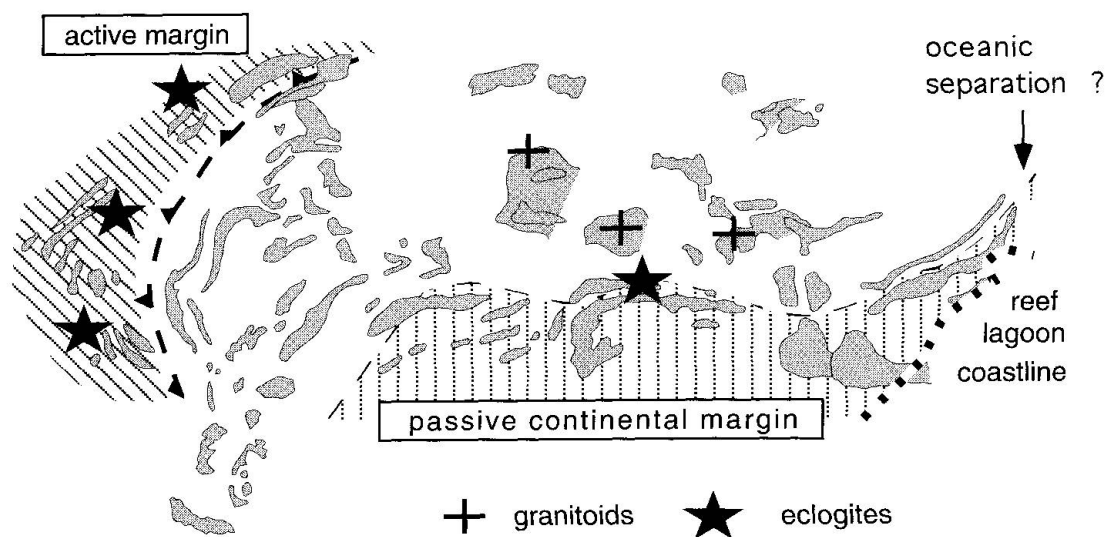 active margin
oceanic
separation ?
reef
lagoon
coastline
passive continental margin
granitoids
eclogites